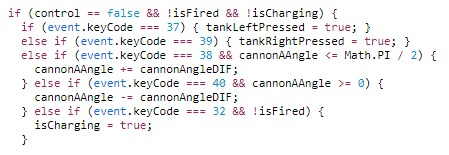 if (control == false && !isFired && !isCharging) {
if (event.keyCode === 37) { tankLeftPressed = true; }
else if (event.keyCode === 39) { tankRightPressed = true; }
else if (event.keyCode === 38 && cannonAAngle <= Math.PI / 2) {
cannonAAngle += cannonAngleDIF;
} else if (event.keyCode === 40 && cannonAAngle >= 0) {
cannonAAngle -= cannonAngleDIF;
} else if (event.keyCode === 32 && !isFired) {
isCharging = true;
}